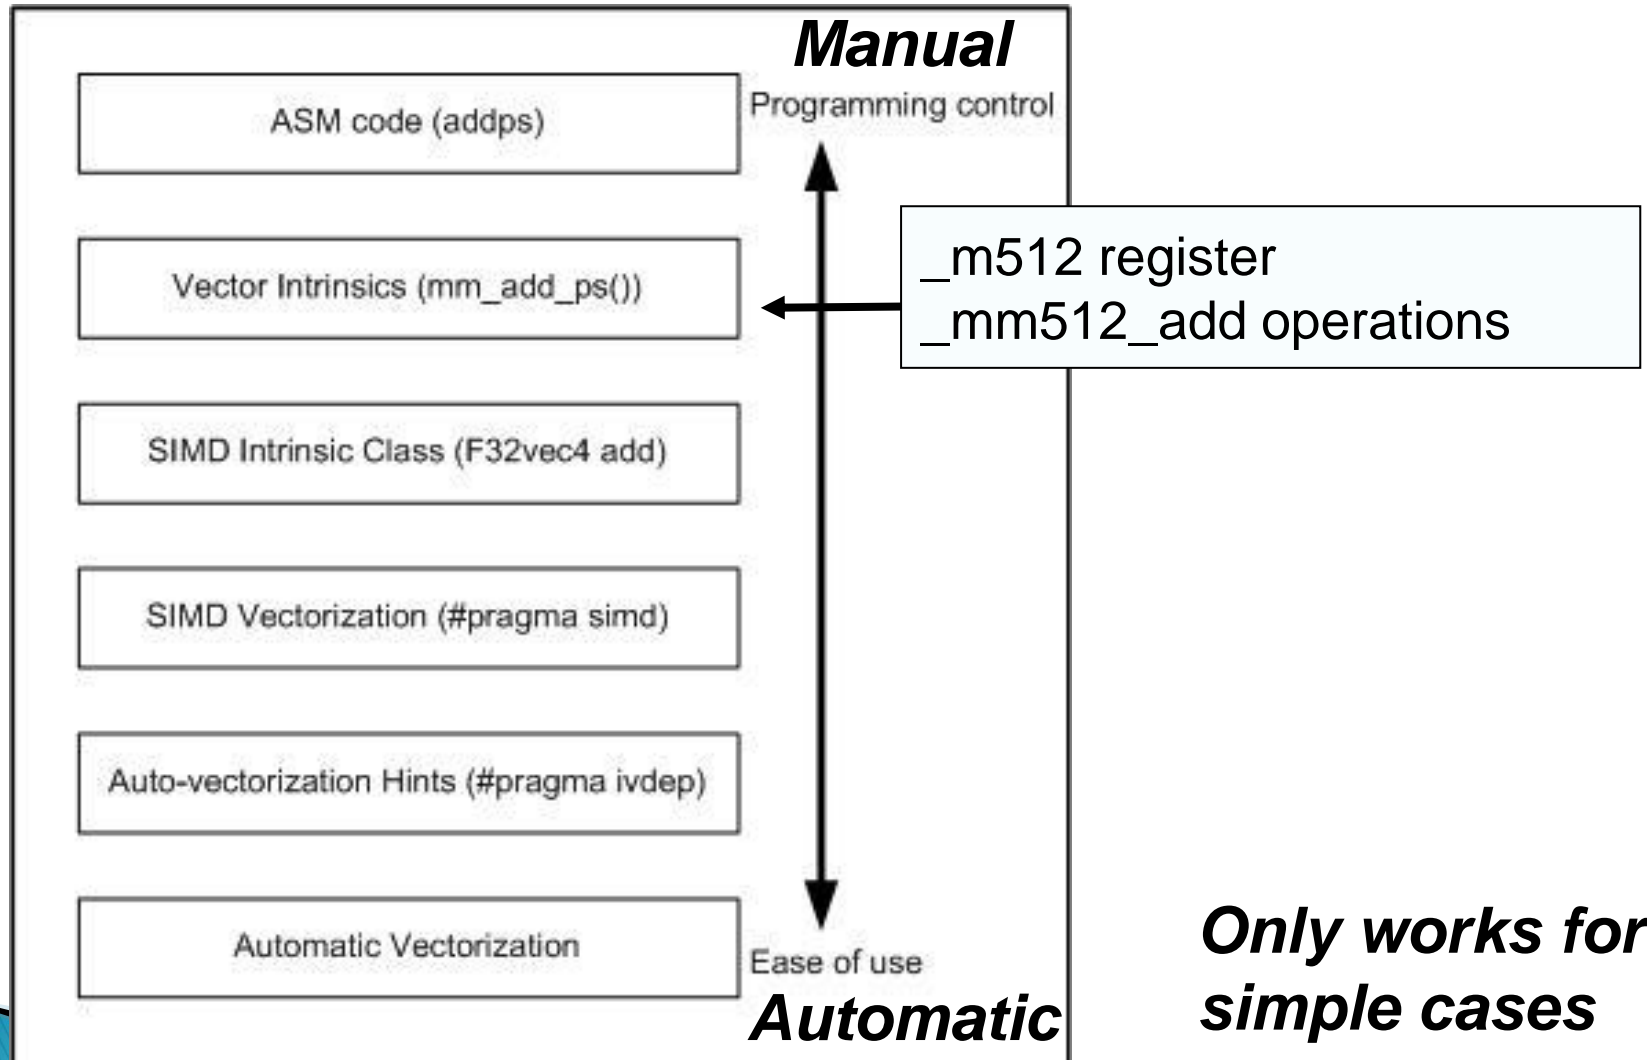 Manual
Programming control
ASM code (addps)
Vector Intrinsics (mm_add_ps())
_m512 register
_mm512_add operations
SIMD Intrinsic Class (F32vec4 add)
SIMD Vectorization (#pragma simd)
Auto-vectorization Hints (#pragma ivdep)
Automatic Vectorization
Ease of use
Automatic
Only works for
simple cases